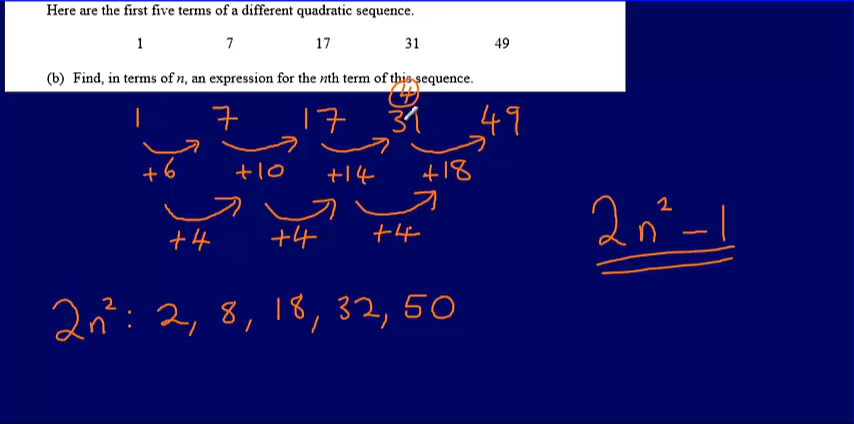 Here are the first five terms of a different quadratic sequence.
1 7 17 31 49
(b) Find, in terms of n, an expression for the nth term of this sequence.
4
1 7 17 31 49
+6 +10 +14 +18
+4 +4 +4
2n² - 1
2n²: 2, 8, 18, 32, 50